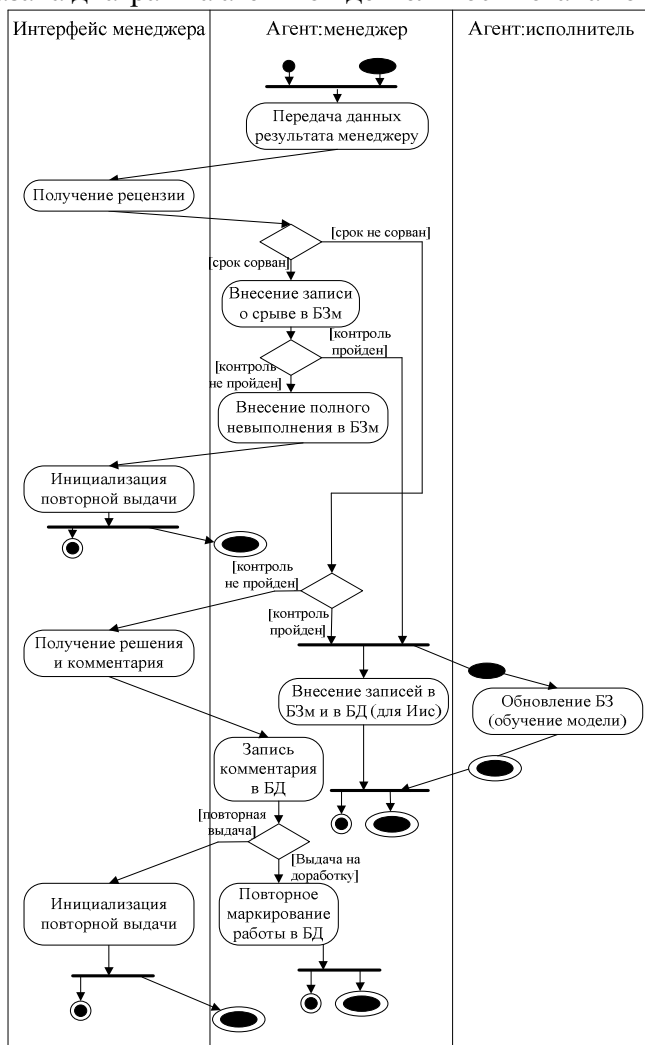 Интерфейс менеджера
Агент:менеджер
Агент:исполнитель
Передача данных
результата менеджеру
Получение рецензии
[срок не сорван]
[срок сорван]
Внесение записи
о срыве в БЗм
[контроль
пройден]
[контроль
не пройден]
Внесение полного
невыполнения в БЗм
Инициализация
повторной выдачи
[контроль
не пройден]
[контроль
пройден]
Получение решения
и комментария
Внесение записей в
БЗм и в БД (для Иис)
Обновление БЗ
(обучение модели)
Запись
комментария
в БД
[повторная
выдача]
[Выдача на
доработку]
Инициализация
повторной выдачи
Повторное
маркирование
работы в БД